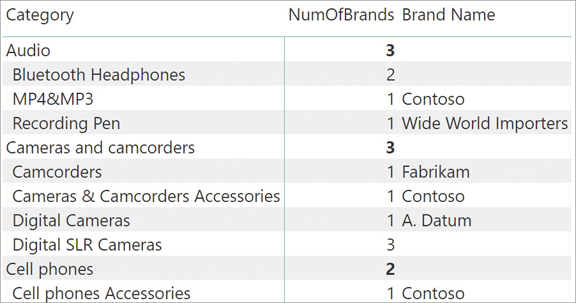 Category NumOfBrands Brand Name
Audio 3
Bluetooth Headphones 2
MP4&MP3 1 Contoso
Recording Pen 1 Wide World Importers
Cameras and camcorders 3
Camcorders 1 Fabrikam
Cameras & Camcorders Accessories 1 Contoso
Digital Cameras 1 A. Datum
Digital SLR Cameras 3
Cell phones 2
Cell phones Accessories 1 Contoso